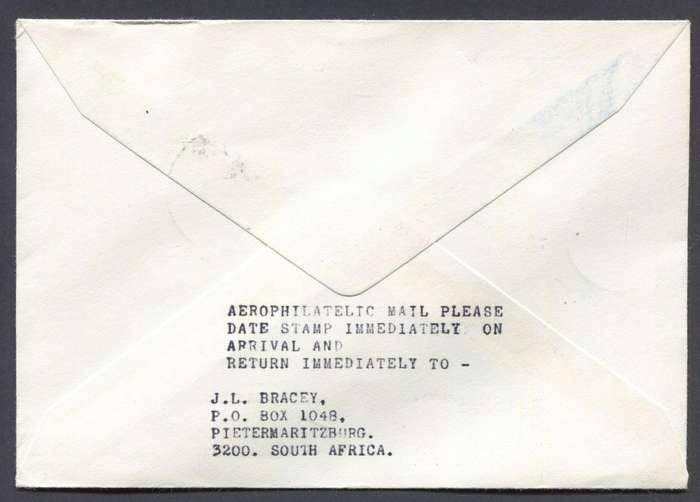 AEROPHILATELIC MAIL PLEASE
DATE STAMP IMMEDIATELY ON
ARRIVAL AND
RETURN IMMEDIATELY TO -
J.L. BRACEY,
P.O. BOX 1048,
PIETERMARITZBURG.
3200. SOUTH AFRICA.